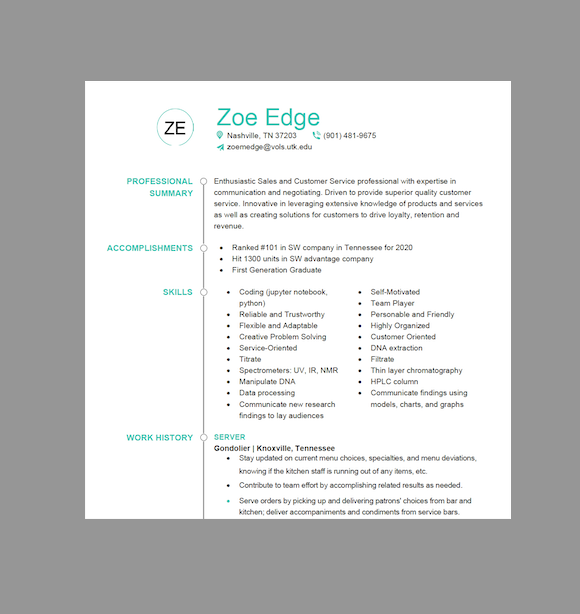 ZE
Zoe Edge
Nashville, TN 37203 (901) 481-9675
zoemedge@vols.utk.edu
PROFESSIONAL
SUMMARY
Enthusiastic Sales and Customer Service professional with expertise in
communication and negotiating. Driven to provide superior quality customer
service. Innovative in leveraging extensive knowledge of products and services
as well as creating solutions for customers to drive loyalty, retention and
revenue.
ACCOMPLISHMENTS
• Ranked #101 in SW company in Tennessee for 2020
• Hit 1300 units in SW advantage company
• First Generation Graduate
SKILLS
• Coding (jupyter notebook,
python)
• Reliable and Trustworthy
• Flexible and Adaptable
• Creative Problem Solving
• Service-Oriented
• Titrate
• Spectrometers: UV, IR, NMR
• Manipulate DNA
• Data processing
• Communicate new research
findings to lay audiences
• Self-Motivated
• Team Player
• Personable and Friendly
• Highly Organized
• Customer Oriented
• DNA extraction
• Filtrate
• Thin layer chromatography
• HPLC column
• Communicate findings using
models, charts, and graphs
WORK HISTORY
SERVER
Gondolier | Knoxville, Tennessee
• Stay updated on current menu choices, specialties, and menu deviations,
knowing if the kitchen staff is running out of any items, etc.
• Contribute to team effort by accomplishing related results as needed.
• Serve orders by picking up and delivering patrons' choices from bar and
kitchen; deliver accompaniments and condiments from service bars.